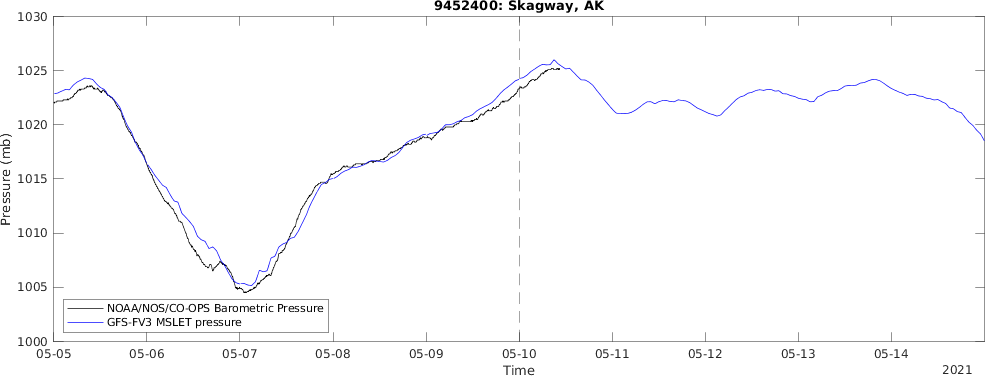 9452400: Skagway, AK
Pressure (mb)
1030
1025
1020
1015
1010
1005
1000
NOAA/NOS/CO-OPS Barometric Pressure
GFS-FV3 MSLET pressure
05-05 05-06 05-07 05-08 05-09 05-10 05-11 05-12 05-13 05-14
Time
2021